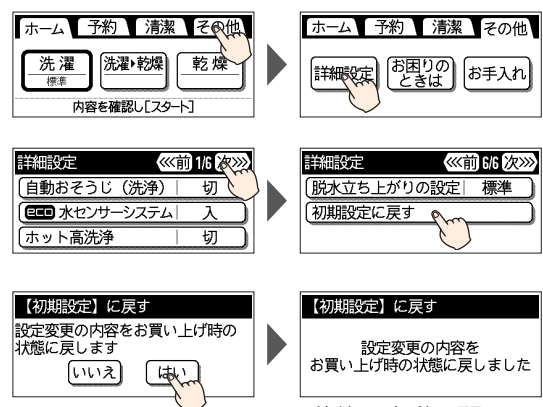 ホーム 予約 清潔 その他
洗濯 標準
洗濯▸乾燥
乾燥
内容を確認し[スタート]
ホーム 予約 清潔 その他
詳細設定
お困りの
ときは
お手入れ
詳細設定 <<<前 1/6 次>>>
自動おそうじ（洗浄） 切
eco 水センサーシステム 入
ホット高洗浄 切
詳細設定 <<<前 6/6 次>>>
脱水立ち上がりの設定 標準
初期設定に戻す
【初期設定】に戻す
設定変更の内容をお買い上げ時の
状態に戻します
いいえ はい
【初期設定】に戻す
設定変更の内容を
お買い上げ時の状態に戻しました